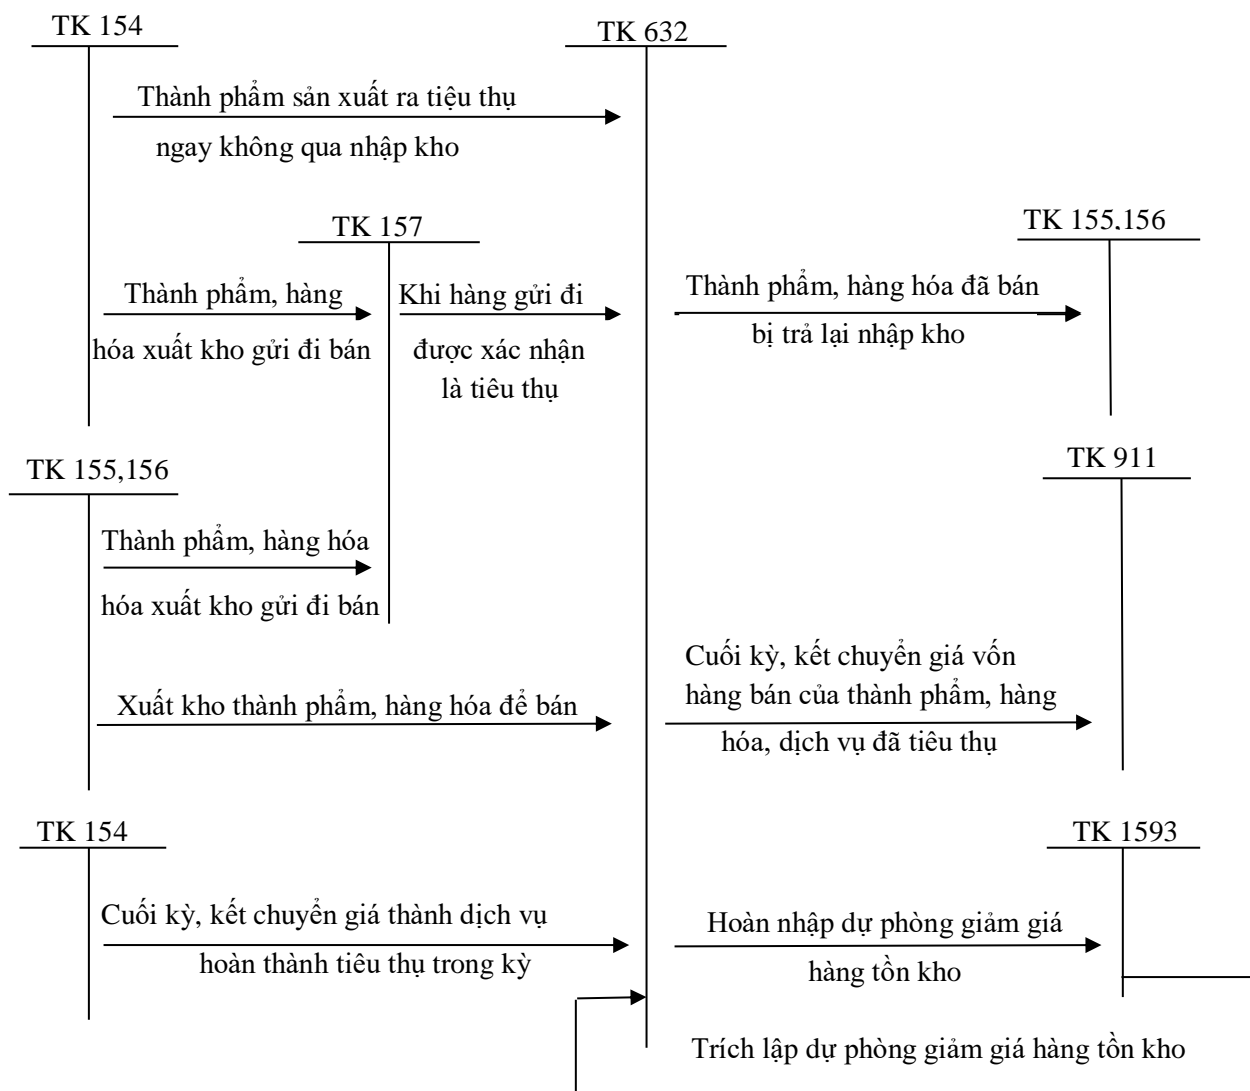 TK 154
TK 632
Thành phẩm sản xuất ra tiệu thụ
ngay không qua nhập kho
TK 157
TK 155,156
Thành phẩm, hàng
hóa xuất kho gửi đi bán
Khi hàng gửi đi
được xác nhận
là tiêu thụ
Thành phẩm, hàng hóa đã bán
bị trả lại nhập kho
TK 155,156
TK 911
Thành phẩm, hàng hóa
hóa xuất kho gửi đi bán
Xuất kho thành phẩm, hàng hóa để bán
Cuối kỳ, kết chuyển giá vốn
hàng bán của thành phẩm, hàng
hóa, dịch vụ đã tiêu thụ
TK 154
TK 1593
Cuối kỳ, kết chuyển giá thành dịch vụ
hoàn thành tiêu thụ trong kỳ
Hoàn nhập dự phòng giảm giá
hàng tồn kho
Trích lập dự phòng giảm giá hàng tồn kho